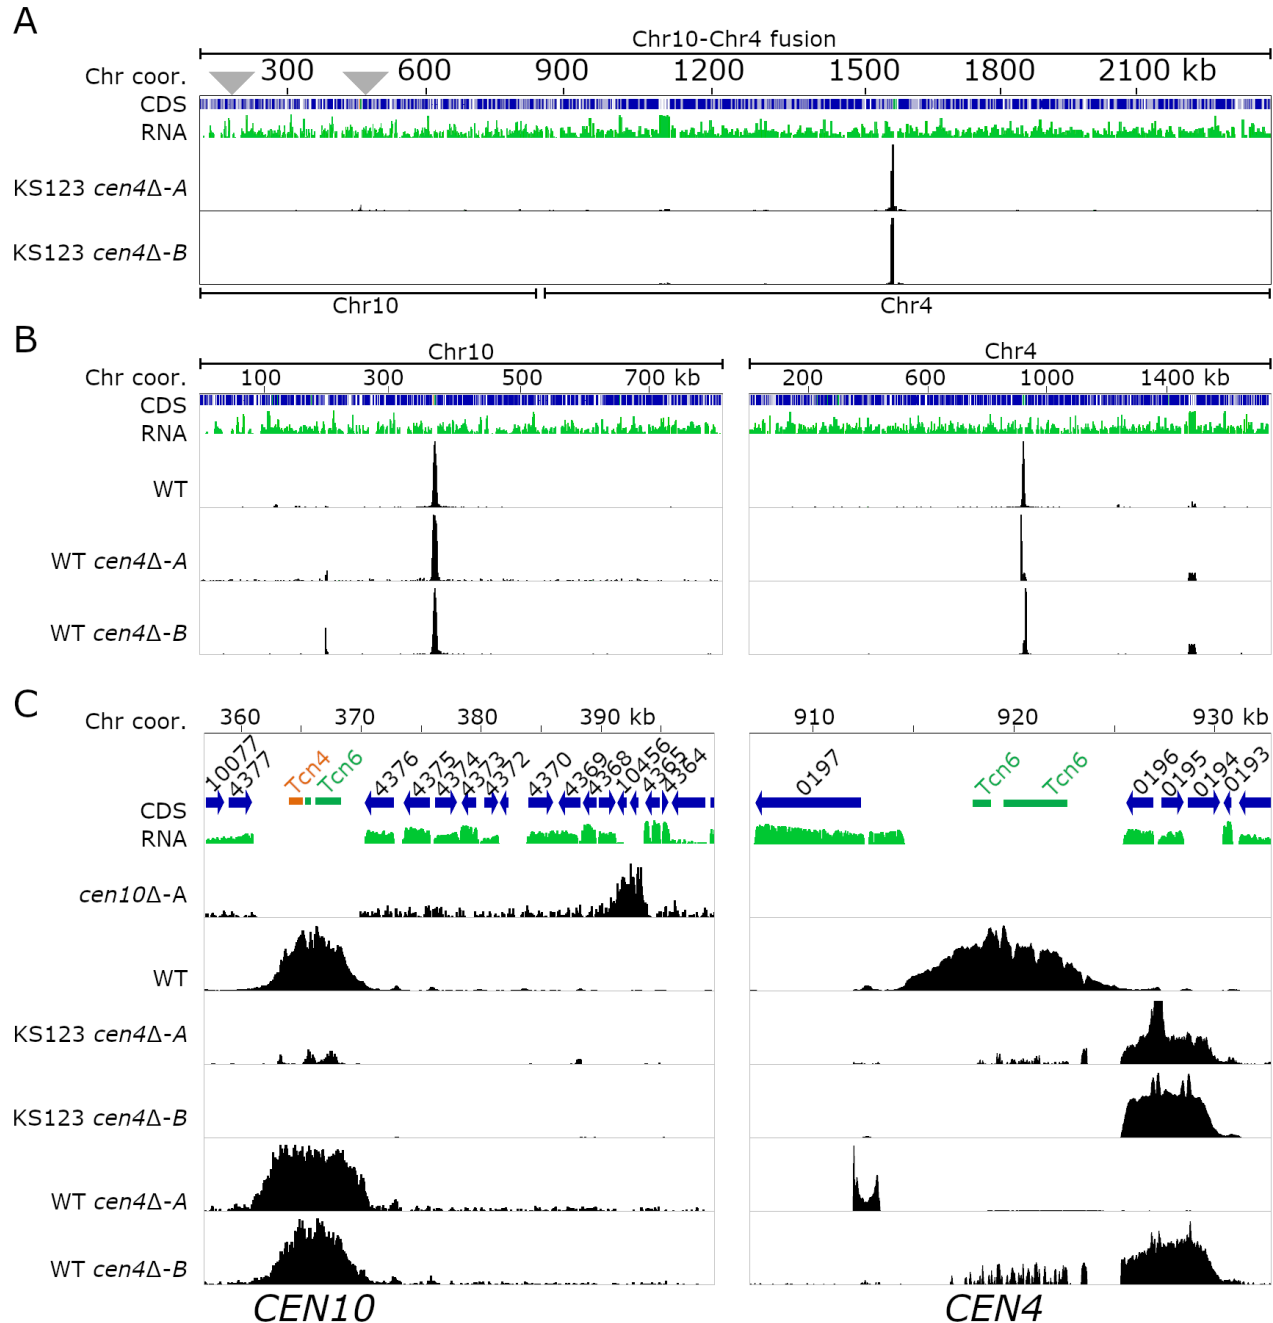 A
Chr10-Chr4 fusion
Chr coor. 300 600 900 1200 1500 1800 2100 kb
CDS
RNA
KS123 cen4Δ-A
KS123 cen4Δ-B
Chr10 Chr4
B
Chr10 Chr4
Chr coor. 100 300 500 700 kb 200 600 1000 1400 kb
CDS
RNA
WT
WT cen4Δ-A
WT cen4Δ-B
C
Chr coor. 360 370 380 390 kb 910 920 930 kb
10077 4377 Tcn4 Tcn6 4376 4375 4374 4373 4372 4370 4369 4368 10456 4365 4364 0197 Tcn6 Tcn6 0196 0195 0194 0193
CDS
RNA
cen10Δ-A
WT
KS123 cen4Δ-A
KS123 cen4Δ-B
WT cen4Δ-A
WT cen4Δ-B
CEN10 CEN4